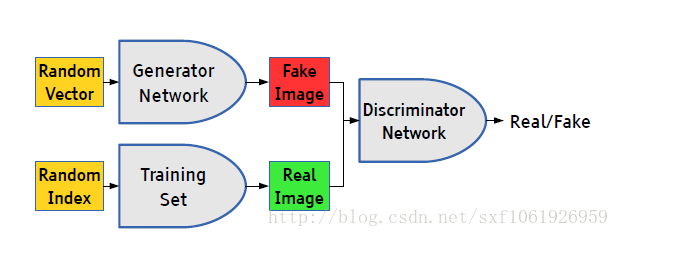 Random
Vector
Generator
Network
Fake
Image
Discriminator
Network
Real/Fake
Random
Index
Training
Set
Real
Image
http://blog.csdn.net/sxf1061926959